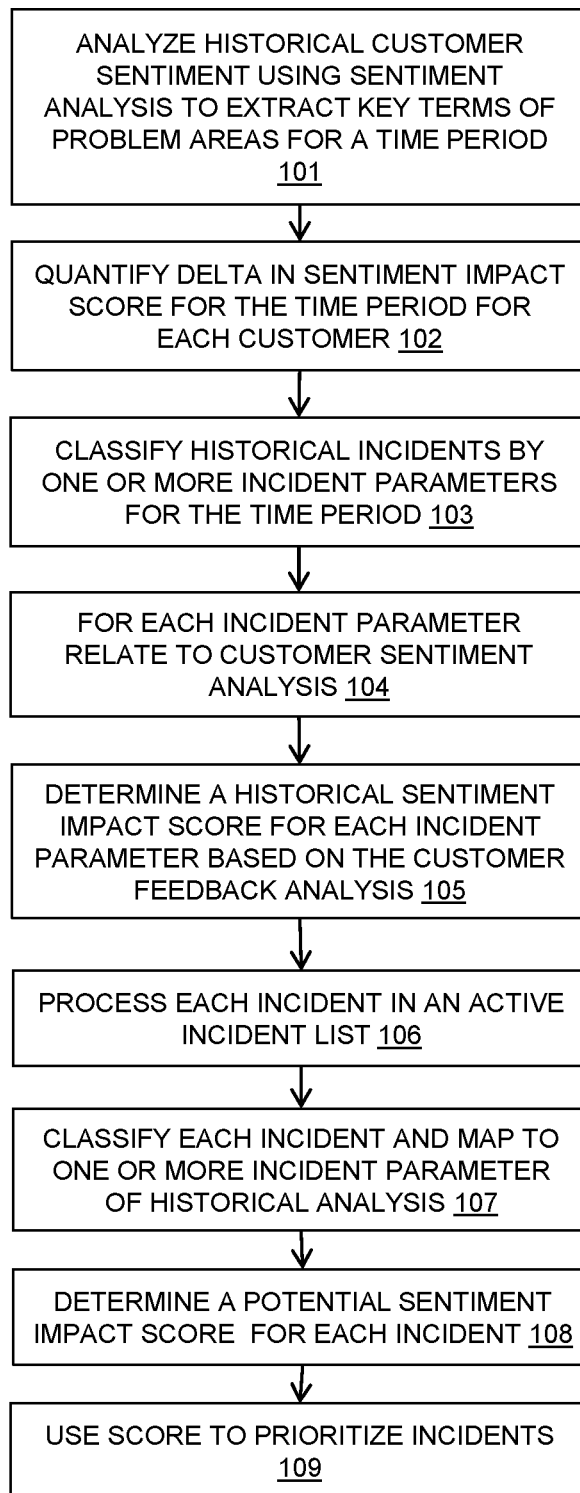 ANALYZE HISTORICAL CUSTOMER
SENTIMENT USING SENTIMENT
ANALYSIS TO EXTRACT KEY TERMS OF
PROBLEM AREAS FOR A TIME PERIOD
101
QUANTIFY DELTA IN SENTIMENT IMPACT
SCORE FOR THE TIME PERIOD FOR
EACH CUSTOMER 102
CLASSIFY HISTORICAL INCIDENTS BY
ONE OR MORE INCIDENT PARAMETERS
FOR THE TIME PERIOD 103
FOR EACH INCIDENT PARAMETER
RELATE TO CUSTOMER SENTIMENT
ANALYSIS 104
DETERMINE A HISTORICAL SENTIMENT
IMPACT SCORE FOR EACH INCIDENT
PARAMETER BASED ON THE CUSTOMER
FEEDBACK ANALYSIS 105
PROCESS EACH INCIDENT IN AN ACTIVE
INCIDENT LIST 106
CLASSIFY EACH INCIDENT AND MAP TO
ONE OR MORE INCIDENT PARAMETER
OF HISTORICAL ANALYSIS 107
DETERMINE A POTENTIAL SENTIMENT
IMPACT SCORE FOR EACH INCIDENT 108
USE SCORE TO PRIORITIZE INCIDENTS
109